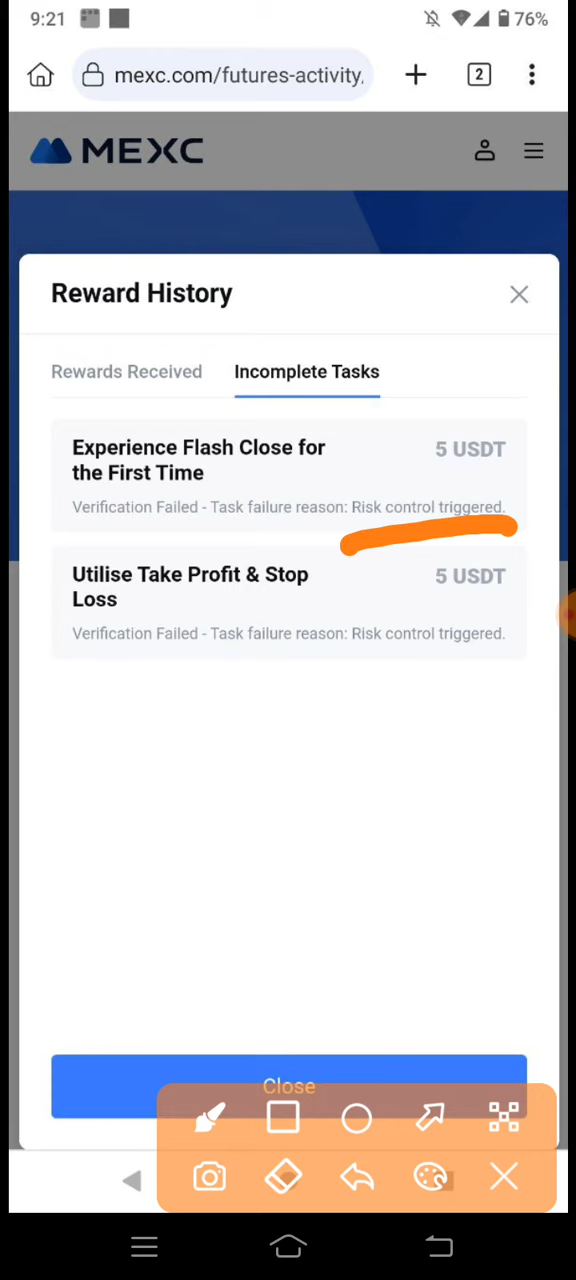 9:21
76%
mexc.com/futures-activity,
2
MEXC
Reward History
Rewards Received
Incomplete Tasks
Experience Flash Close for
the First Time
5 USDT
Verification Failed - Task failure reason: Risk control triggered.
Utilise Take Profit & Stop
Loss
5 USDT
Verification Failed - Task failure reason: Risk control triggered.
Close